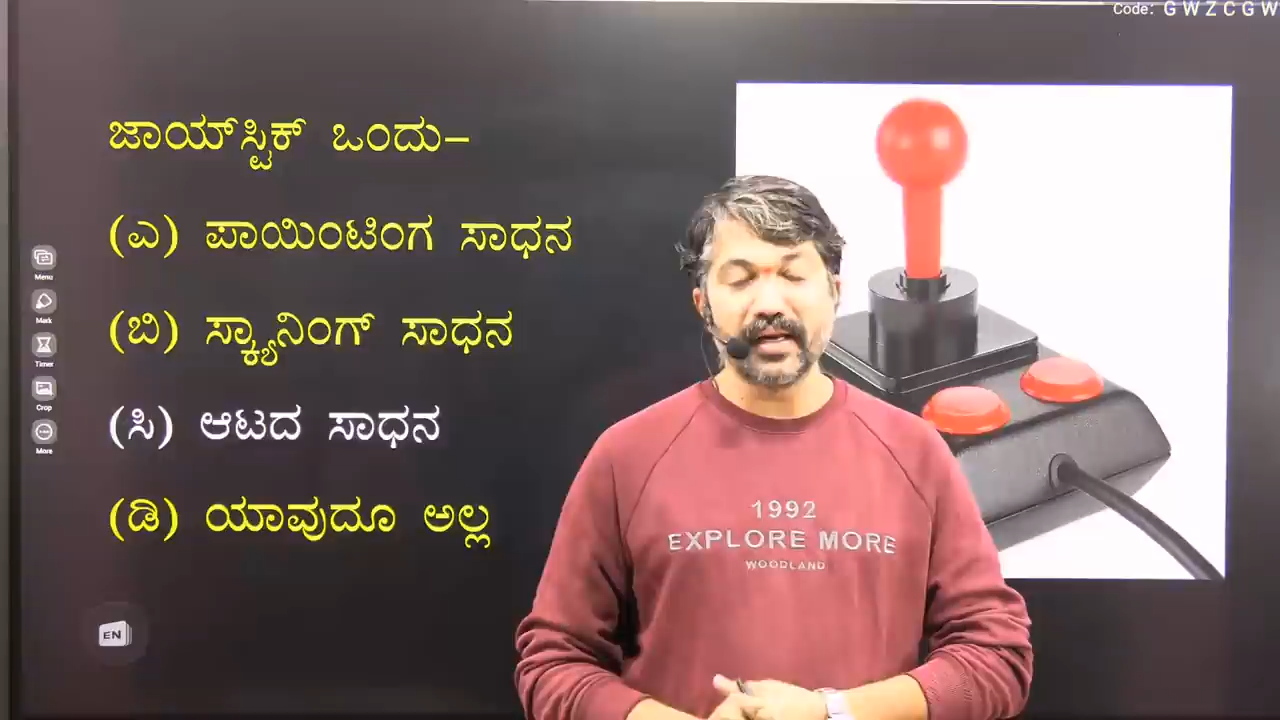 Code: G W Z C G W
ಜಾಯ್‌ಸ್ಟಿಕ್ ಒಂದು–
(ಎ) ಪಾಯಿಂಟಿಂಗ ಸಾಧನ
(ಬಿ) ಸ್ಕ್ಯಾನಿಂಗ್ ಸಾಧನ
(ಸಿ) ಆಟದ ಸಾಧನ
(ಡಿ) ಯಾವುದೂ ಅಲ್ಲ
Menu
Mark
Timer
Crop
More
EN
1992
EXPLORE MORE
WOODLAND